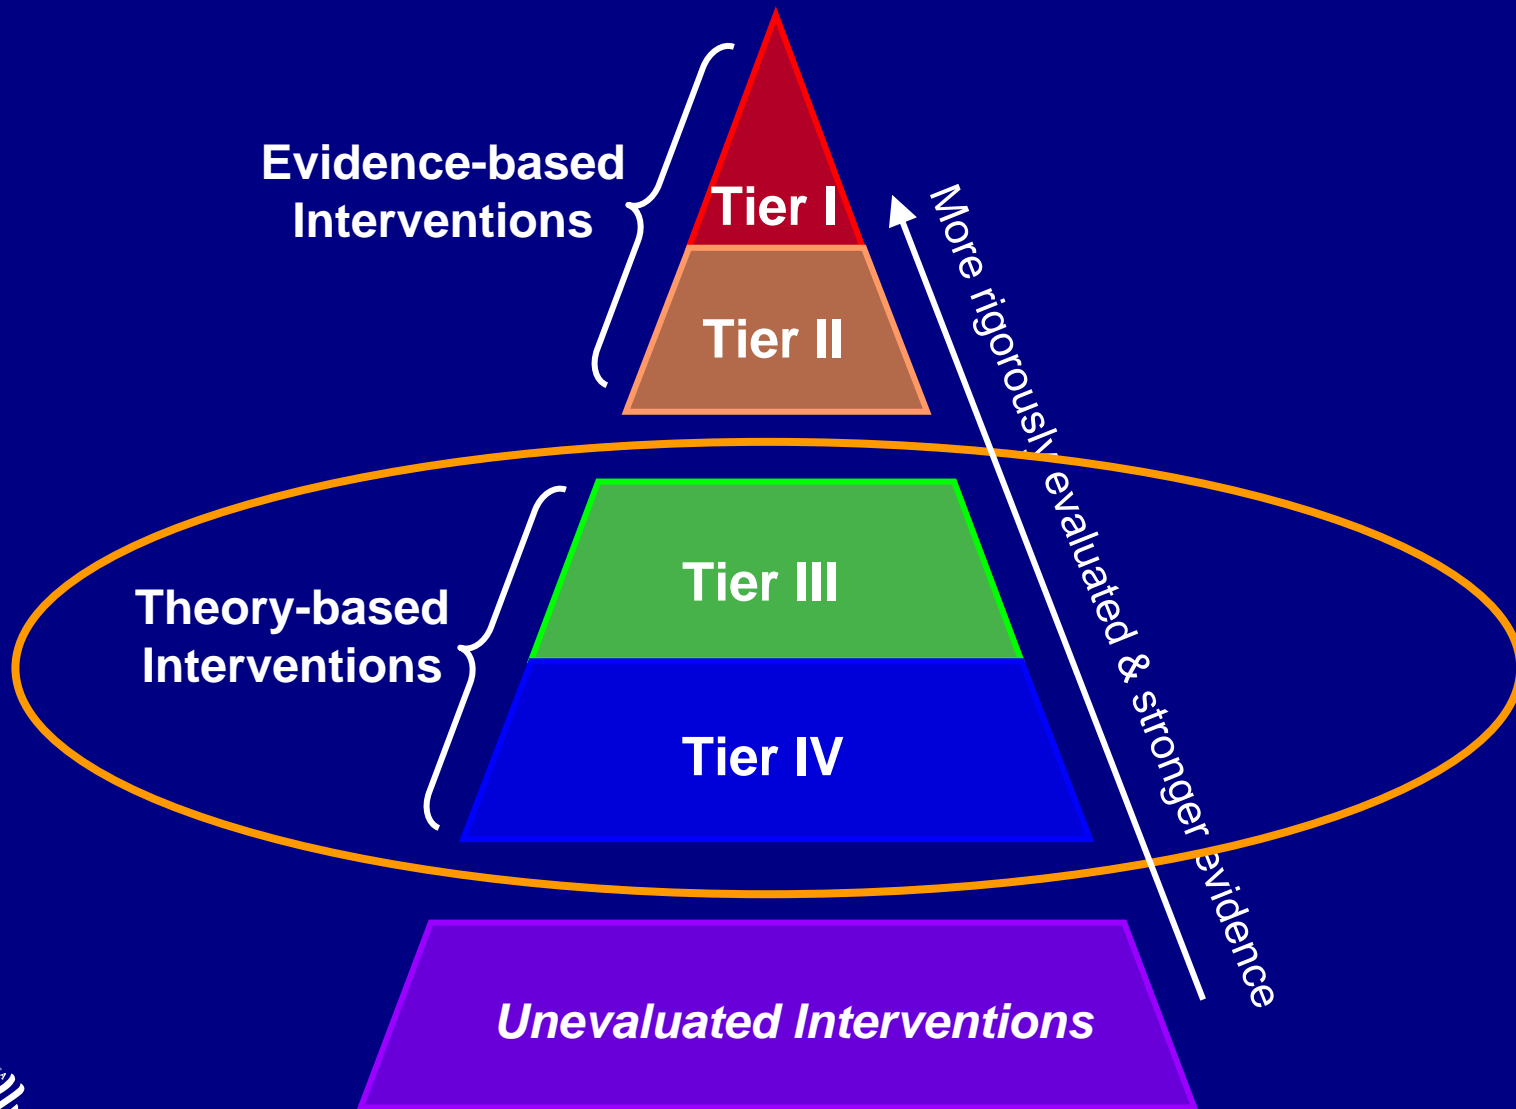 Evidence-based
Interventions
Tier I
Tier II
More rigorously evaluated & stronger evidence
Theory-based
Interventions
Tier III
Tier IV
Unevaluated Interventions